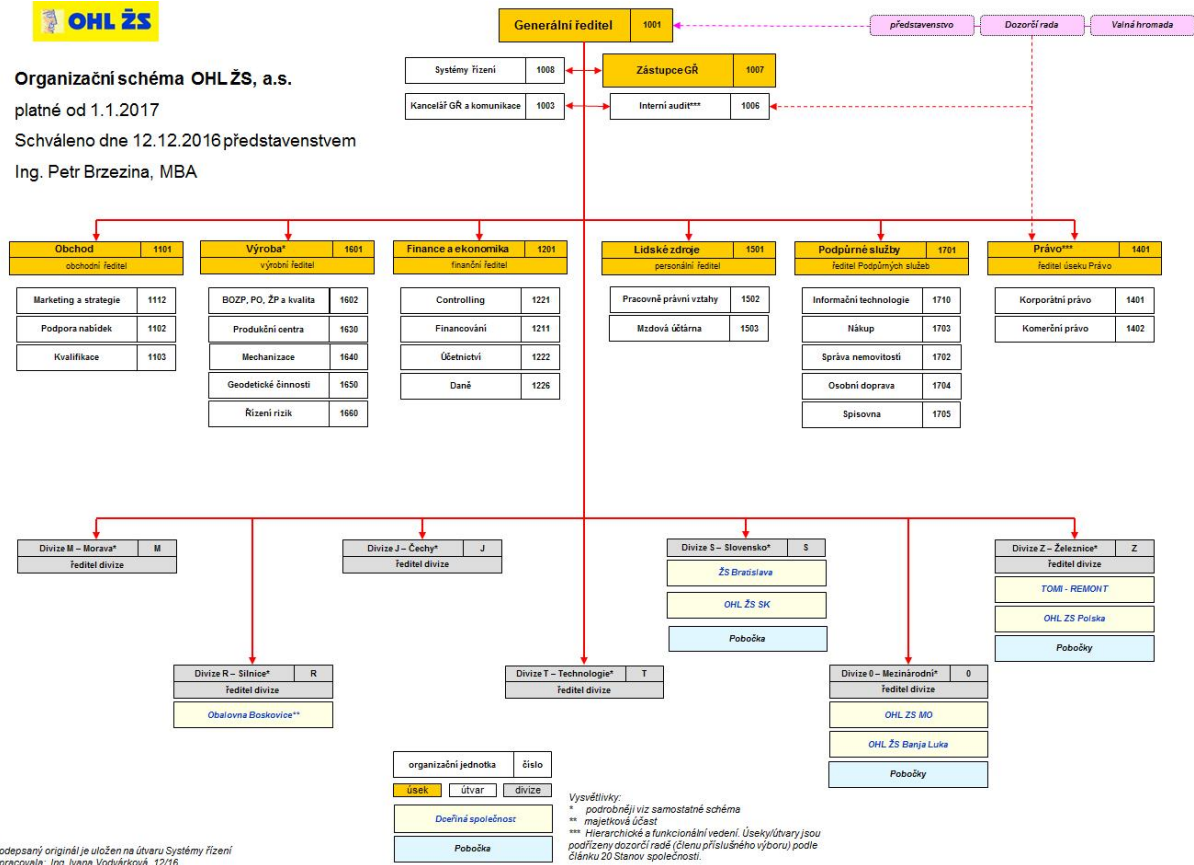 OHL ŽS
Organizační schéma OHL ŽS, a.s.
platné od 1.1.2017
Schváleno dne 12.12.2016 představenstvem
Ing. Petr Brzezina, MBA
Generální ředitel 1001
představenstvo
Dozorčí rada
Valná hromada
Systémy řízení 1008
Zástupce GŘ 1007
Kancelář GŘ a komunikace 1003
Interní audit*** 1006
Obchod 1101
obchodní ředitel
Marketing a strategie 1112
Podpora nabídek 1102
Kvalifikace 1103
Výroba* 1601
výrobní ředitel
BOZP, PO, ŽP a kvalita 1602
Produkční centra 1630
Mechanizace 1640
Geodetické činnosti 1650
Řízení rizik 1660
Finance a ekonomika 1201
finanční ředitel
Controlling 1221
Financování 1211
Účetnictví 1222
Daně 1226
Lidské zdroje 1501
personální ředitel
Pracovně právní vztahy 1502
Mzdová účtárna 1503
Podpůrné služby 1701
ředitel Podpůrných služeb
Informační technologie 1710
Nákup 1703
Správa nemovitostí 1702
Osobní doprava 1704
Spisovna 1705
Právo*** 1401
ředitel úseku Právo
Korporátní právo 1401
Komerční právo 1402
Divize M – Morava* M
ředitel divize
Divize J – Čechy* J
ředitel divize
Divize S – Slovensko* S
ŽS Bratislava
OHL ŽS SK
Pobočka
Divize Z – Železnice* Z
ředitel divize
TOMI - REMONT
OHL ZS Polska
Pobočky
Divize R – Silnice* R
ředitel divize
Obalovna Boskovice**
Divize T – Technologie* T
ředitel divize
Divize 0 – Mezinárodní* 0
ředitel divize
OHL ZS MO
OHL ŽS Banja Luka
Pobočky
organizační jednotka číslo
úsek útvar divize
Dceřiná společnost
Pobočka
Vysvětlivky:
* podrobněji viz samostatné schéma
** majetková účast
*** Hierarchické a funkcionální vedení. Úseky/útvary jsou
podřízeny dozorčí radě (členu příslušného výboru) podle
článku 20 Stanov společnosti.
odepsaný originál je uložen na útvaru Systémy řízení
pracovala: Ing. Ivana Vodvárková, 12/16